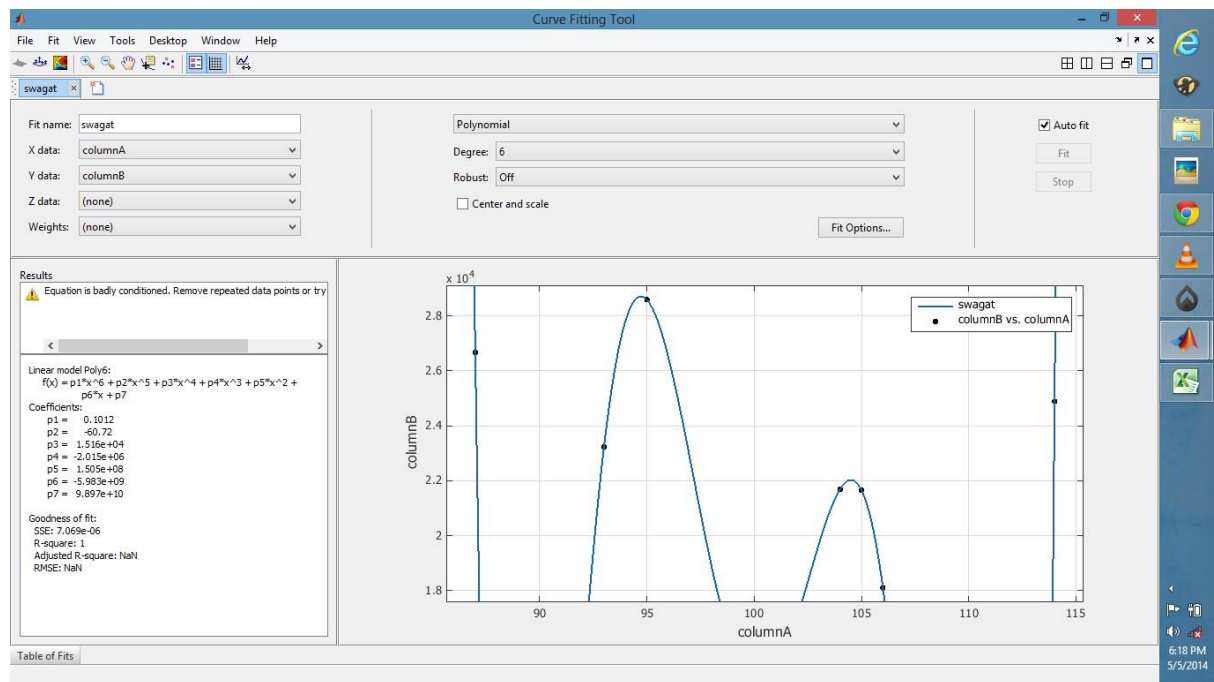 Curve Fitting Tool
File Fit View Tools Desktop Window Help
swagat
Fit name: swagat
X data: columnA
Y data: columnB
Z data: (none)
Weights: (none)
Polynomial
Degree: 6
Robust: Off
Center and scale
Fit Options...
Auto fit
Fit
Stop
Results
Equation is badly conditioned. Remove repeated data points or try
Linear model Poly6:
f(x) = p1*x^6 + p2*x^5 + p3*x^4 + p4*x^3 + p5*x^2 +
p6*x + p7
Coefficients:
p1 = 0.1012
p2 = -60.72
p3 = 1.516e+04
p4 = -2.015e+06
p5 = 1.505e+08
p6 = -5.983e+09
p7 = 9.897e+10
Goodness of fit:
SSE: 7.069e-06
R-square: 1
Adjusted R-square: NaN
RMSE: NaN
x 10^4
swagat
columnB vs. columnA
2.8
2.6
2.4
2.2
2
1.8
columnB
90 95 100 105 110 115
columnA
Table of Fits
6:18 PM
5/5/2014